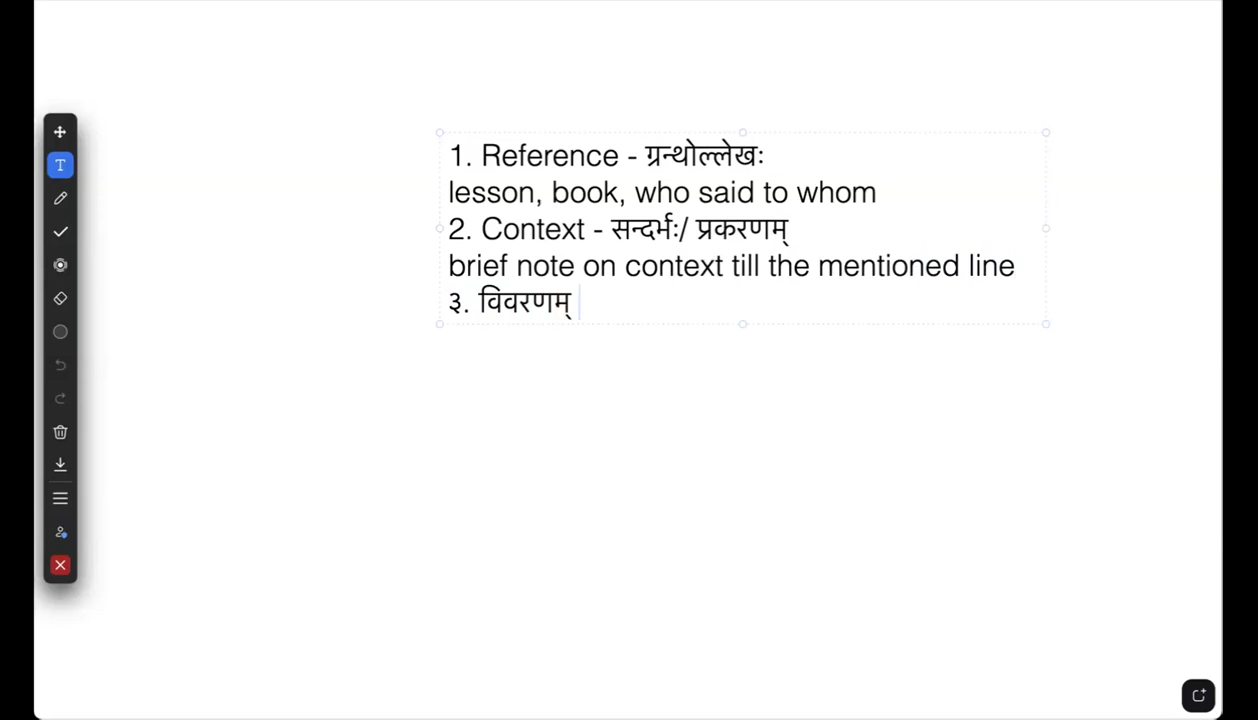 1. Reference - ग्रन्थोल्लेखः
lesson, book, who said to whom
2. Context - सन्दर्भः/ प्रकरणम्
brief note on context till the mentioned line
३. विवरणम्